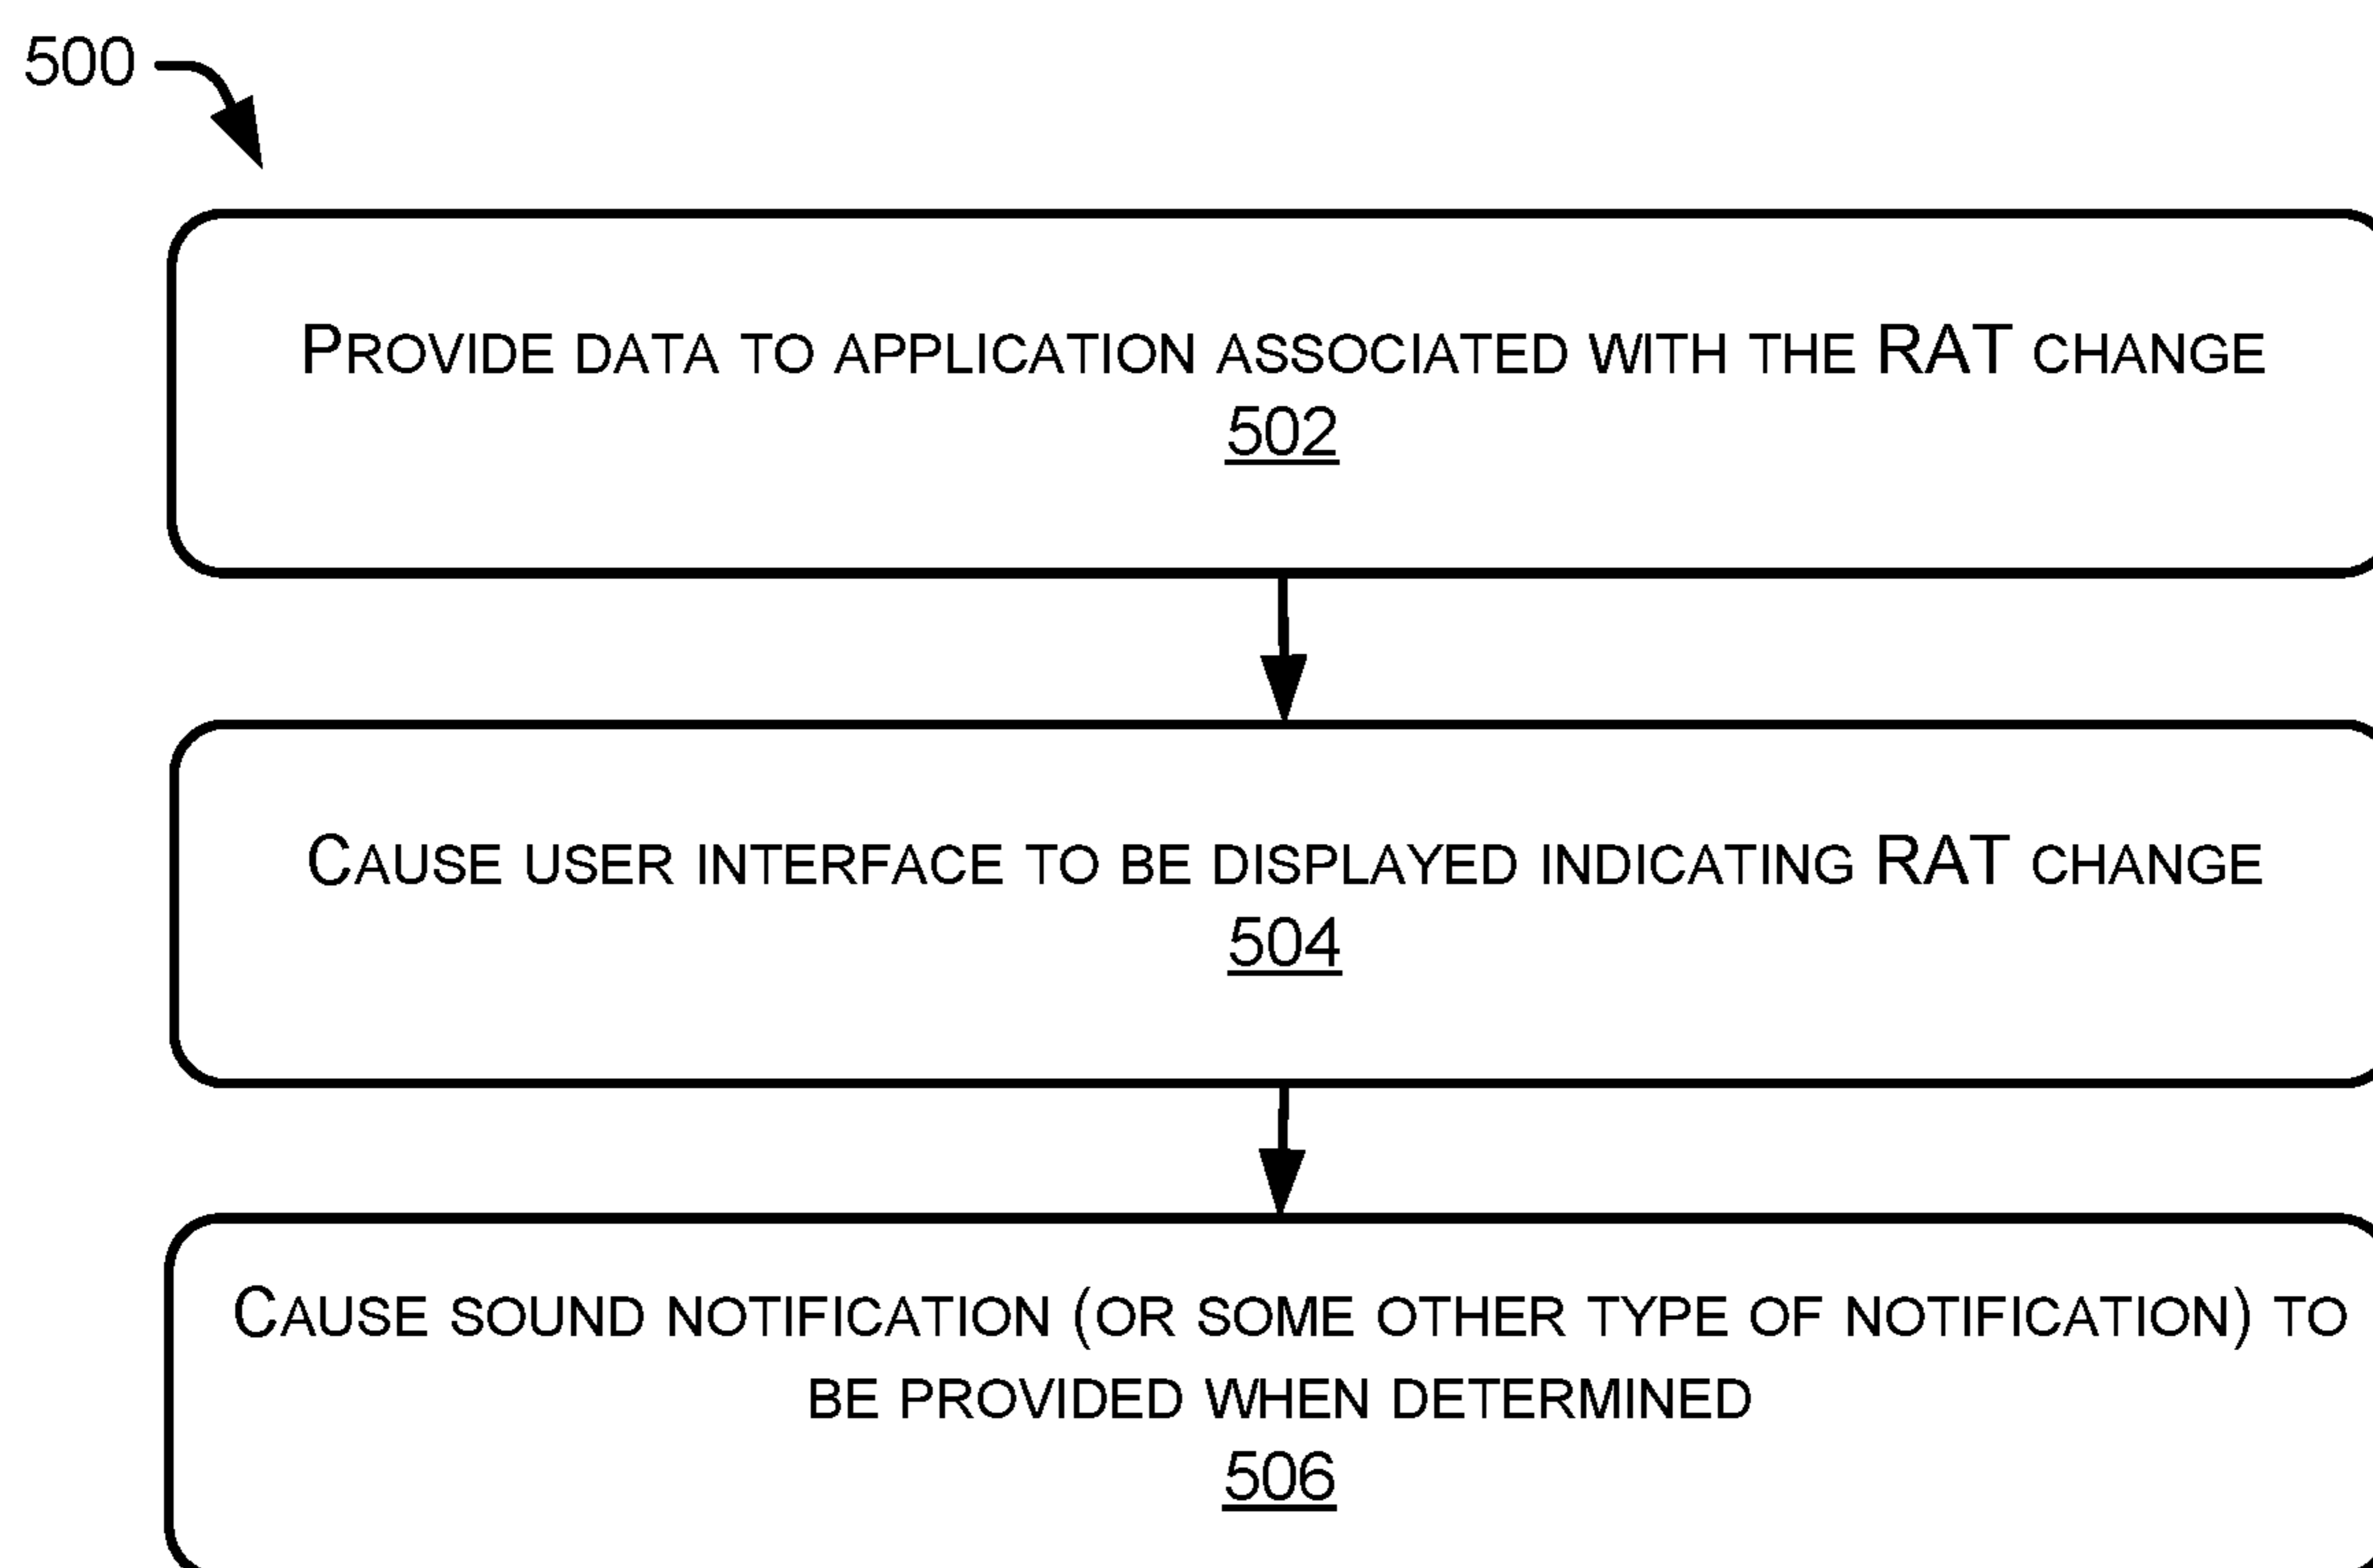 500
PROVIDE DATA TO APPLICATION ASSOCIATED WITH THE RAT CHANGE
502
CAUSE USER INTERFACE TO BE DISPLAYED INDICATING RAT CHANGE
504
CAUSE SOUND NOTIFICATION (OR SOME OTHER TYPE OF NOTIFICATION) TO
BE PROVIDED WHEN DETERMINED
506